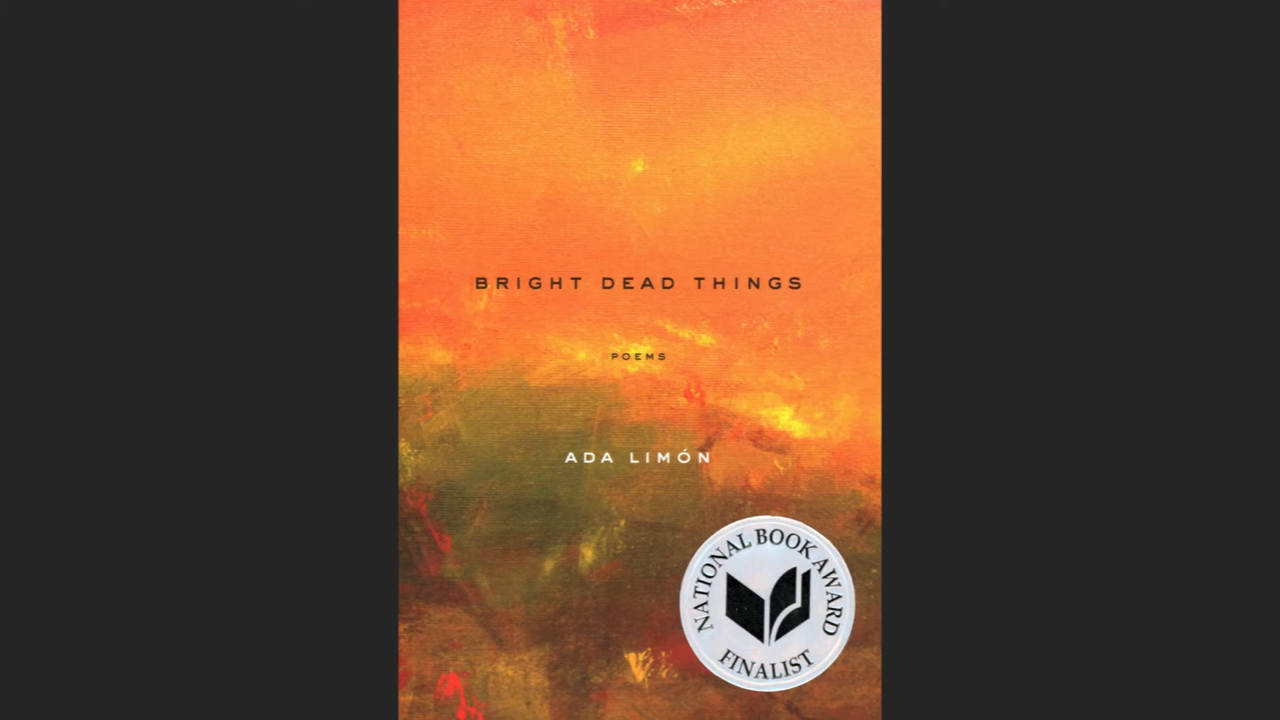 BRIGHT DEAD THINGS
POEMS
ADA LIMÓN
NATIONAL BOOK AWARD
FINALIST